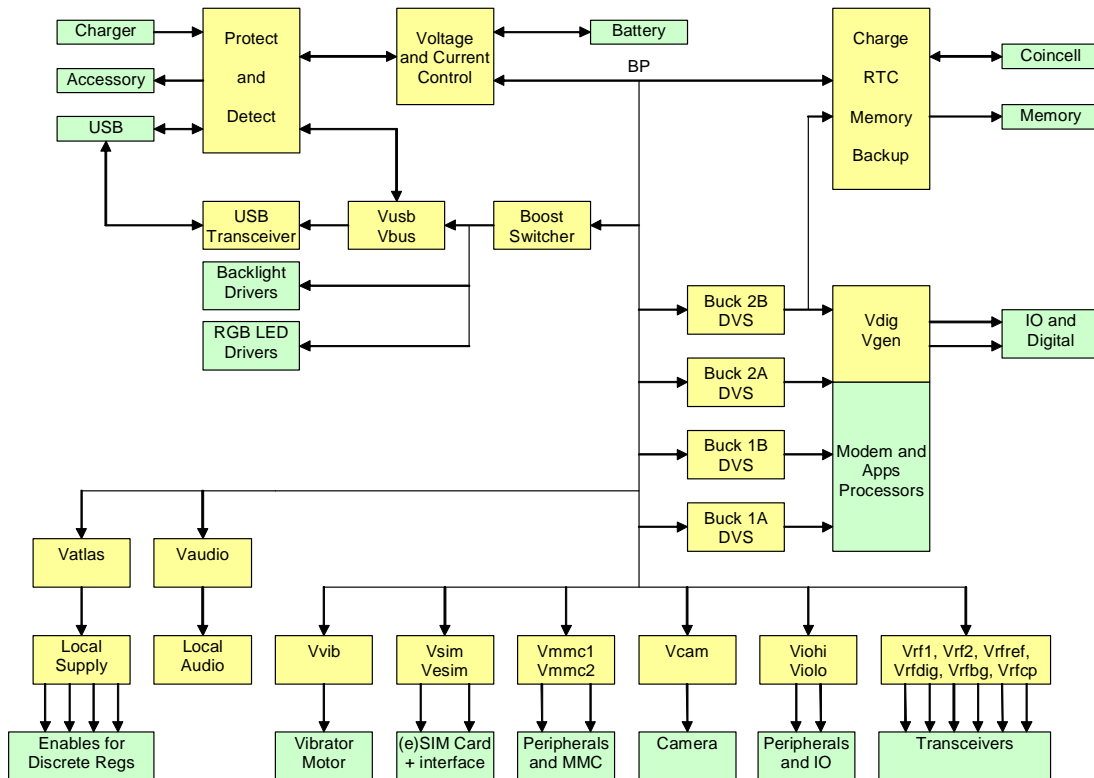 Charger
Accessory
USB
Protect
and
Detect
Voltage
and Current
Control
Battery
BP
Charge
RTC
Memory
Backup
Coincell
Memory
USB
Transceiver
Vusb
Vbus
Boost
Switcher
Backlight
Drivers
RGB LED
Drivers
Buck 2B
DVS
Buck 2A
DVS
Buck 1B
DVS
Buck 1A
DVS
Vdig
Vgen
IO and
Digital
Modem and
Apps
Processors
Vatlas
Vaudio
Local
Supply
Local
Audio
Vvib
Vsim
Vesim
Vmmc1
Vmmc2
Vcam
Viohi
Violo
Vrf1, Vrf2, Vrfref,
Vrfdig, Vrfbg, Vrfcp
Enables for
Discrete Regs
Vibrator
Motor
(e)SIM Card
+ interface
Peripherals
and MMC
Camera
Peripherals
and IO
Transceivers